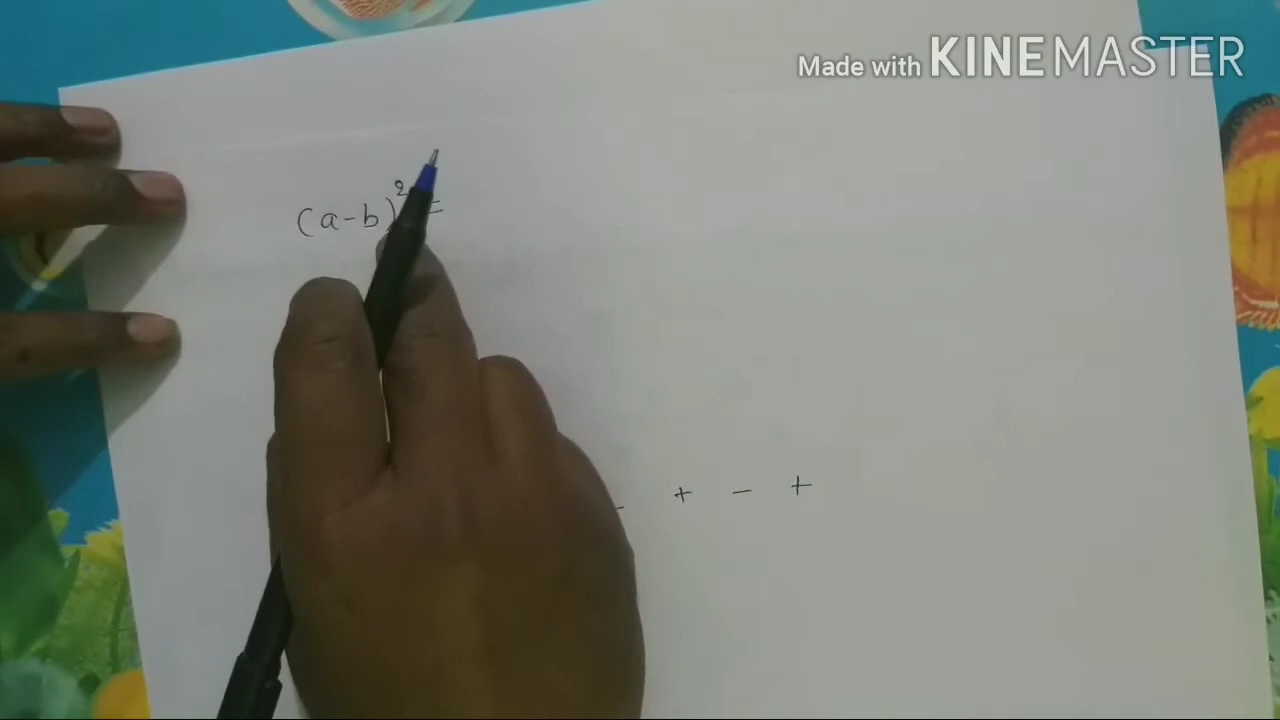 Made with KINEMASTER
(a-b)² =
- + - +